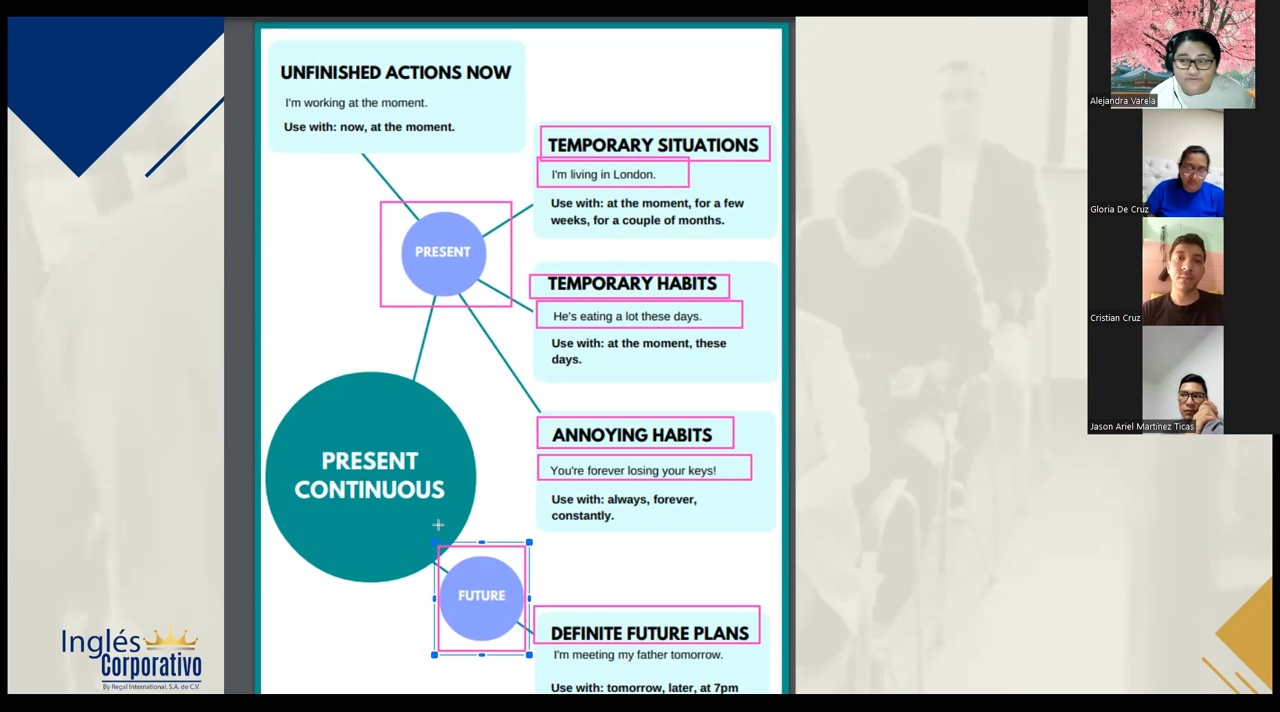 UNFINISHED ACTIONS NOW
I'm working at the moment.
Use with: now, at the moment.
TEMPORARY SITUATIONS
I'm living in London.
Use with: at the moment, for a few
weeks, for a couple of months.
PRESENT
TEMPORARY HABITS
He's eating a lot these days.
Use with: at the moment, these
days.
ANNOYING HABITS
You're forever losing your keys!
Use with: always, forever,
constantly.
PRESENT
CONTINUOUS
FUTURE
DEFINITE FUTURE PLANS
I'm meeting my father tomorrow.
Use with: tomorrow, later, at 7pm
Inglés
Corporativo
By Regal International, S.A. de C.V.
Alejandra Varela
Gloria De Cruz
Cristian Cruz
Jason Ariel Martínez Ticas